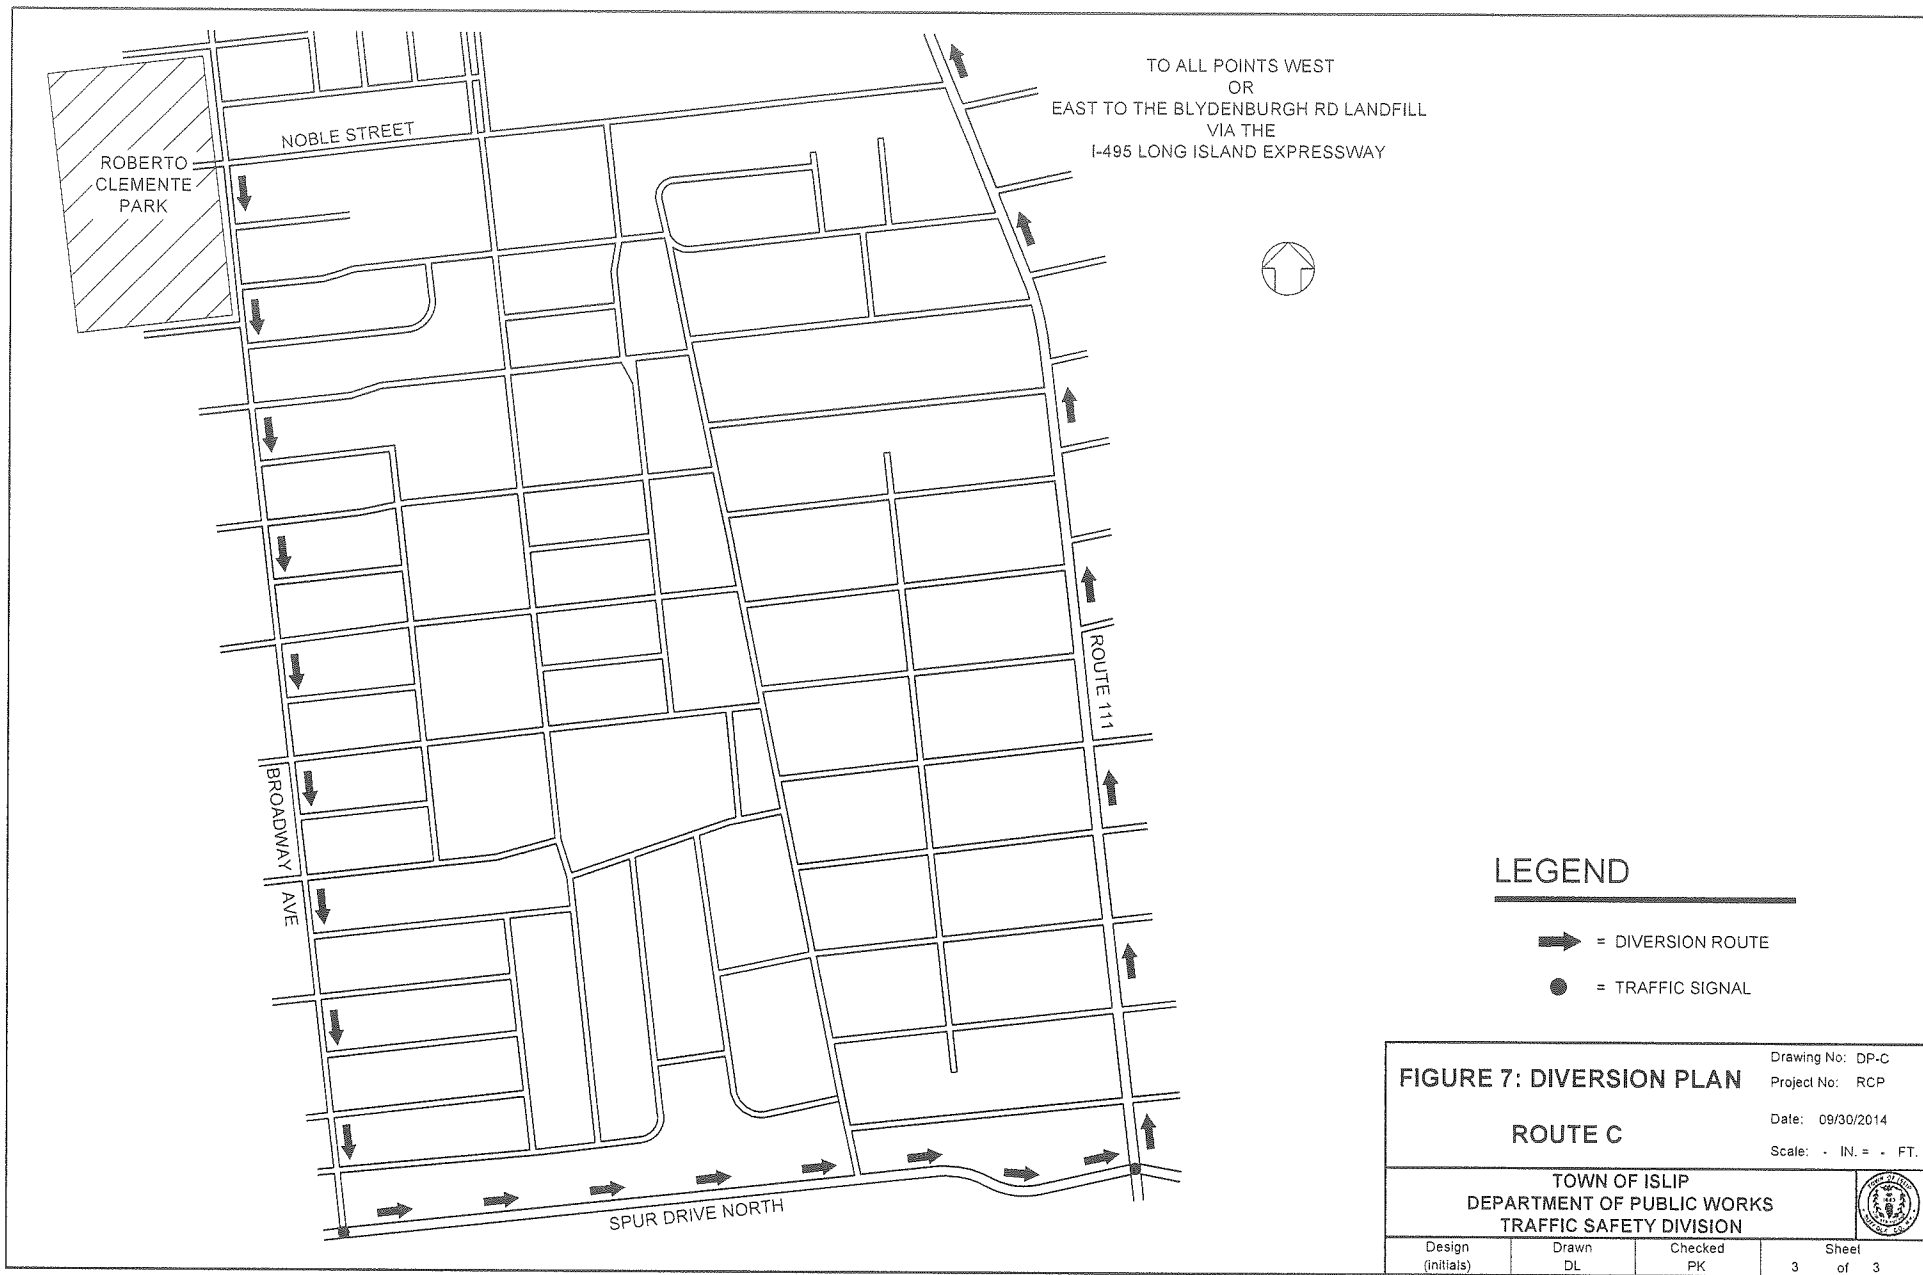 TO ALL POINTS WEST
OR
EAST TO THE BLYDENBURGH RD LANDFILL
VIA THE
I-495 LONG ISLAND EXPRESSWAY
NOBLE STREET
ROBERTO
CLEMENTE
PARK
ROUTE 111
BROADWAY AVE
SPUR DRIVE NORTH
LEGEND
= DIVERSION ROUTE
= TRAFFIC SIGNAL
FIGURE 7: DIVERSION PLAN
ROUTE C
Drawing No: DP-C
Project No: RCP
Date: 09/30/2014
Scale: - IN. = - FT.
TOWN OF ISLIP
DEPARTMENT OF PUBLIC WORKS
TRAFFIC SAFETY DIVISION
Design
(initials)
Drawn
DL
Checked
PK
Sheet
3 of 3